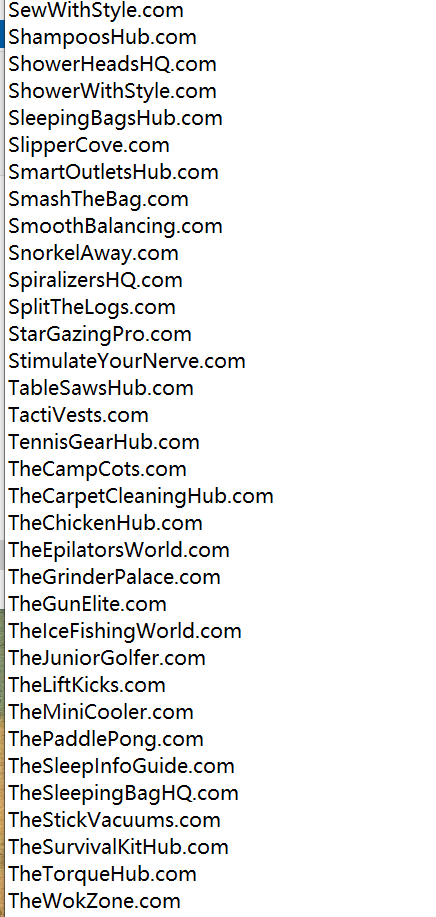 SewWithStyle.com
ShampoosHub.com
ShowerHeadsHQ.com
ShowerWithStyle.com
SleepingBagsHub.com
SlipperCove.com
SmartOutletsHub.com
SmashTheBag.com
SmoothBalancing.com
SnorkelAway.com
SpiralizersHQ.com
SplitTheLogs.com
StarGazingPro.com
StimulateYourNerve.com
TableSawsHub.com
TactiVests.com
TennisGearHub.com
TheCampCots.com
TheCarpetCleaningHub.com
TheChickenHub.com
TheEpilatorsWorld.com
TheGrinderPalace.com
TheGunElite.com
TheIceFishingWorld.com
TheJuniorGolfer.com
TheLiftKicks.com
TheMiniCooler.com
ThePaddlePong.com
TheSleepInfoGuide.com
TheSleepingBagHQ.com
TheStickVacuums.com
TheSurvivalKitHub.com
TheTorqueHub.com
TheWokZone.com